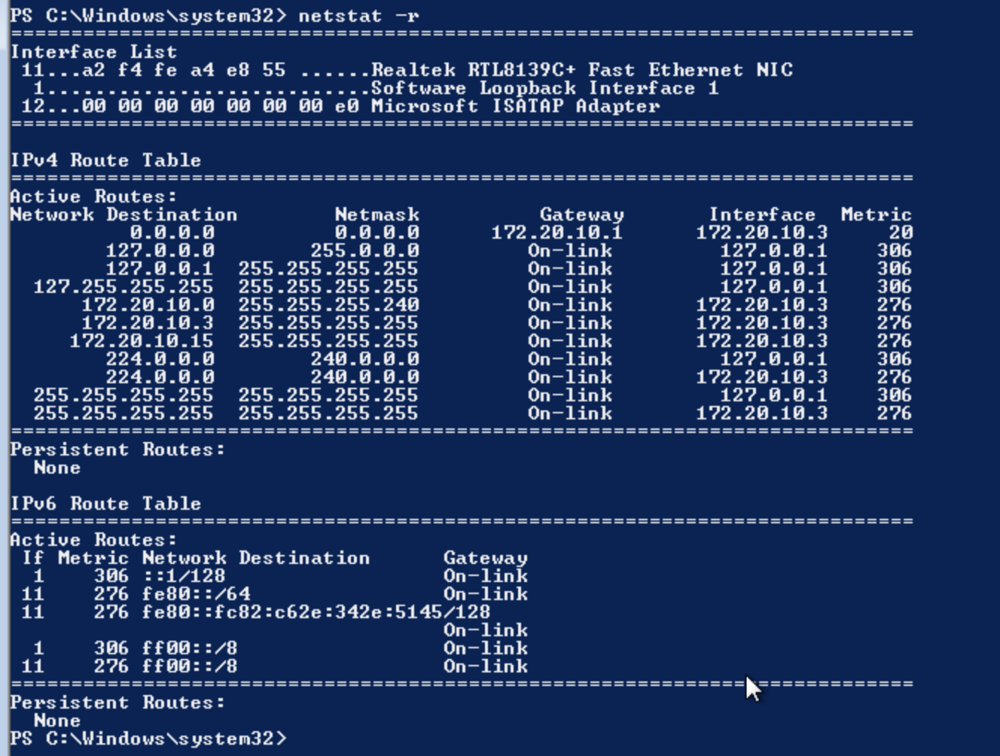 PS C:\Windows\system32> netstat -r
===========================================================================
Interface List
 11...a2 f4 fe a4 e8 55 ......Realtek RTL8139C+ Fast Ethernet NIC
  1...........................Software Loopback Interface 1
 12...00 00 00 00 00 00 00 e0 Microsoft ISATAP Adapter
===========================================================================

IPv4 Route Table
===========================================================================
Active Routes:
Network Destination        Netmask          Gateway       Interface  Metric
          0.0.0.0          0.0.0.0      172.20.10.1      172.20.10.3     20
        127.0.0.0        255.0.0.0         On-link         127.0.0.1    306
        127.0.0.1  255.255.255.255         On-link         127.0.0.1    306
  127.255.255.255  255.255.255.255         On-link         127.0.0.1    306
      172.20.10.0  255.255.255.240         On-link       172.20.10.3    276
      172.20.10.3  255.255.255.255         On-link       172.20.10.3    276
     172.20.10.15  255.255.255.255         On-link       172.20.10.3    276
        224.0.0.0        240.0.0.0         On-link         127.0.0.1    306
        224.0.0.0        240.0.0.0         On-link       172.20.10.3    276
  255.255.255.255  255.255.255.255         On-link         127.0.0.1    306
  255.255.255.255  255.255.255.255         On-link       172.20.10.3    276
===========================================================================
Persistent Routes:
  None

IPv6 Route Table
===========================================================================
Active Routes:
 If Metric Network Destination      Gateway
  1    306 ::1/128                  On-link
 11    276 fe80::/64                On-link
 11    276 fe80::fc82:c62e:342e:5145/128
                                    On-link
  1    306 ff00::/8                 On-link
 11    276 ff00::/8                 On-link
===========================================================================
Persistent Routes:
  None
PS C:\Windows\system32>